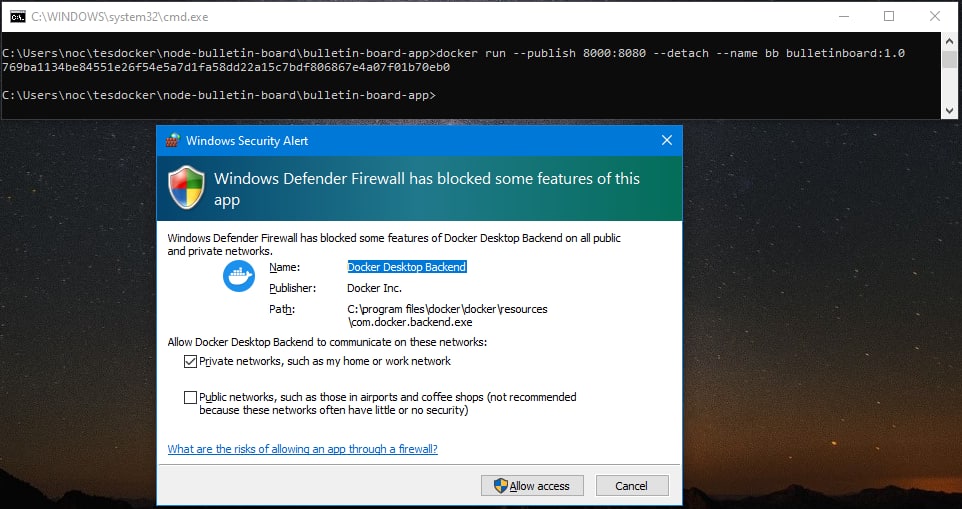 C:\WINDOWS\system32\cmd.exe
C:\Users\noc\tesdocker\node-bulletin-board\bulletin-board-app>docker run --publish 8000:8080 --detach --name bb bulletinboard:1.0
769ba1134be84551e26f54e5a7d1fa58dd22a15c7bdf806867e4a07f01b70eb0
C:\Users\noc\tesdocker\node-bulletin-board\bulletin-board-app>
Windows Security Alert
Windows Defender Firewall has blocked some features of this
app
Windows Defender Firewall has blocked some features of Docker Desktop Backend on all public
and private networks.
Name: Docker Desktop Backend
Publisher: Docker Inc.
Path: C:\program files\docker\docker\resources
\com.docker.backend.exe
Allow Docker Desktop Backend to communicate on these networks:
Private networks, such as my home or work network
Public networks, such as those in airports and coffee shops (not recommended
because these networks often have little or no security)
What are the risks of allowing an app through a firewall?
Allow access Cancel